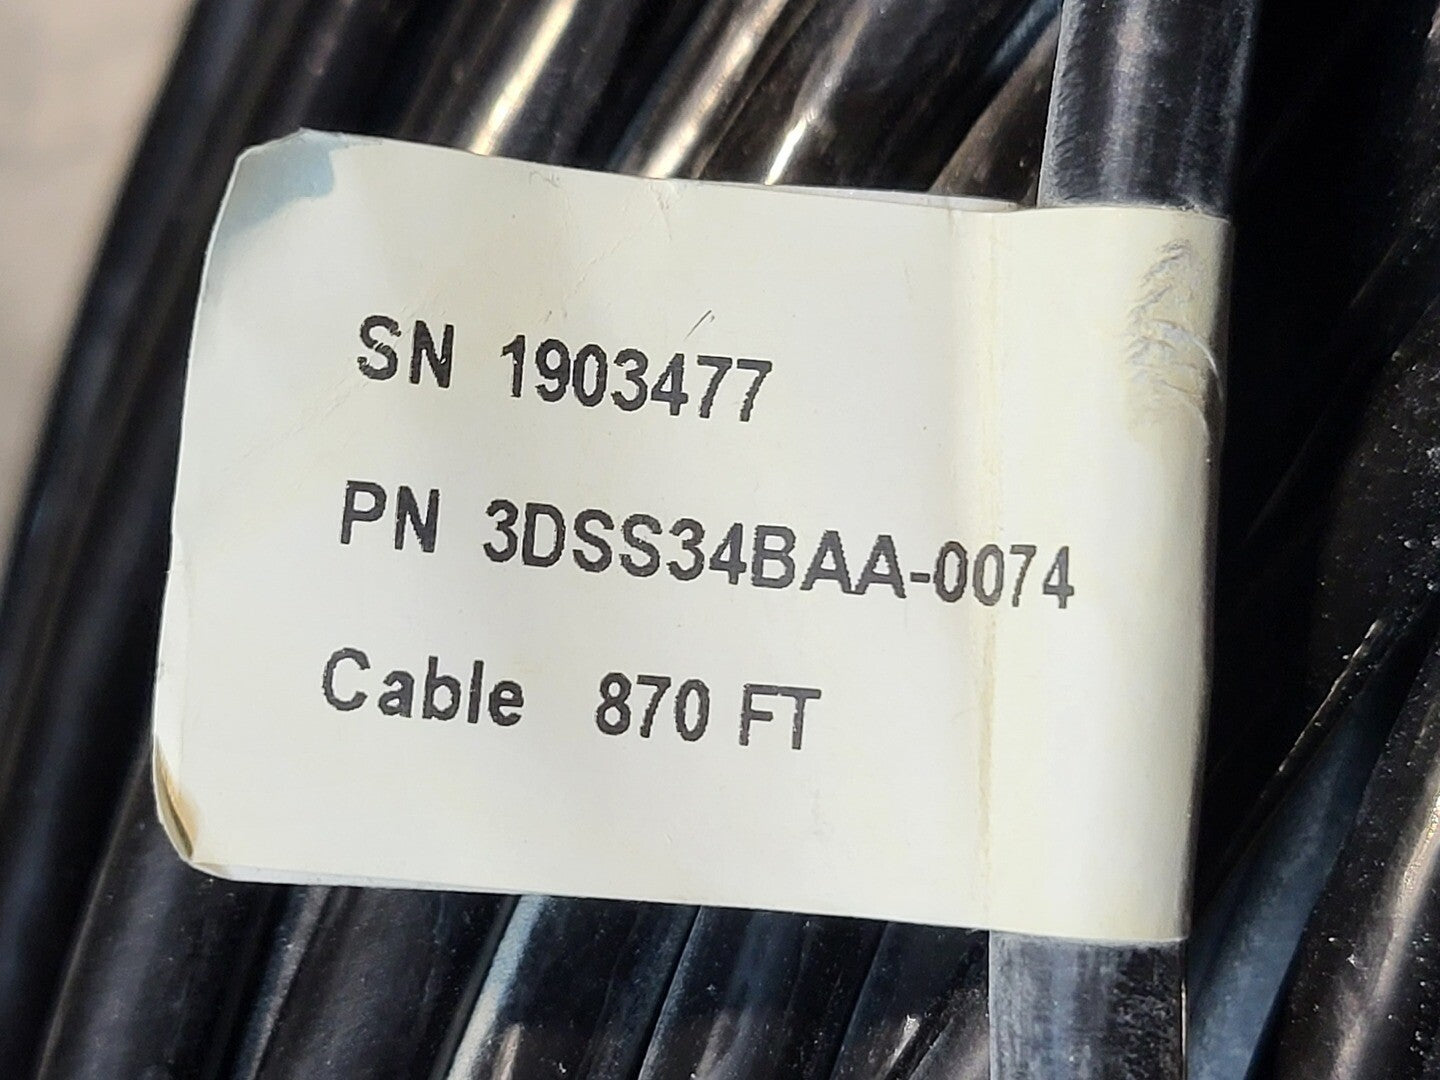 SN 1903477
PN 3DSS34BAA-0074
Cable 870 FT